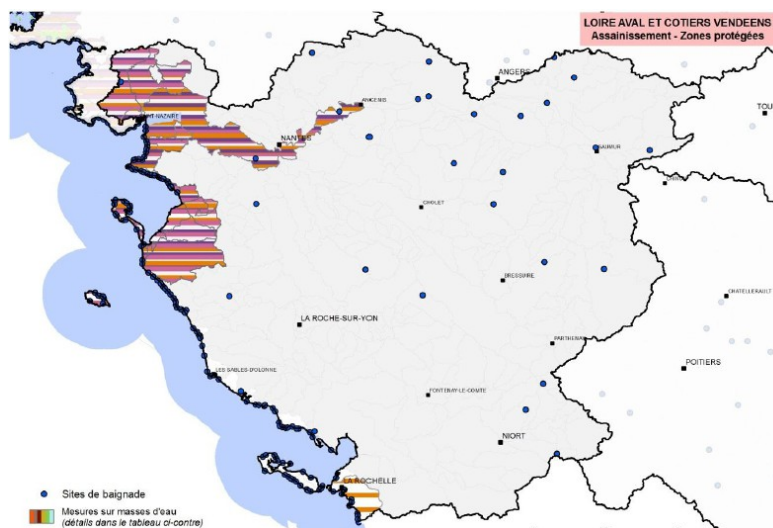 LOIRE AVAL ET COTIERS VENDEENS
Assainissement - Zones protégées
ANGERS
ANCENIS
TOU
SAINT-NAZAIRE
NANTES
SAUMUR
CHOLET
BRESSUIRE
CHATELLERAULT
LA ROCHE-SUR-YON
PARTHENAY
POITIERS
LES SABLES-D'OLONNE
FONTENAY-LE-COMTE
NIORT
LA ROCHELLE
Sites de baignade
Mesures sur masses d'eau
(détails dans le tableau ci-contre)